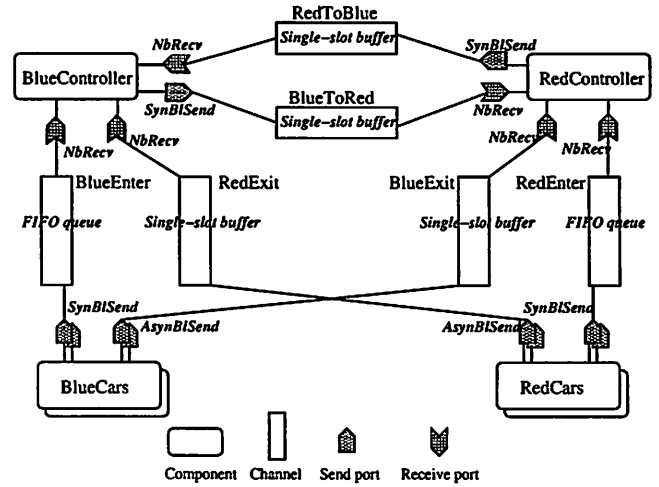 RedToBlue
NbRecv
Single-slot buffer
SynBlSend
BlueController
RedController
BlueToRed
SynBlSend
Single-slot buffer
NbRecv
NbRecv
NbRecv
NbRecv
NbRecv
BlueEnter
RedExit
BlueExit
RedEnter
FIFO queue
Single-slot buffer
Single-slot buffer
FIFO queue
SynBlSend
AsynBlSend
AsynBlSend
SynBlSend
BlueCars
RedCars
Component
Channel
Send port
Receive port